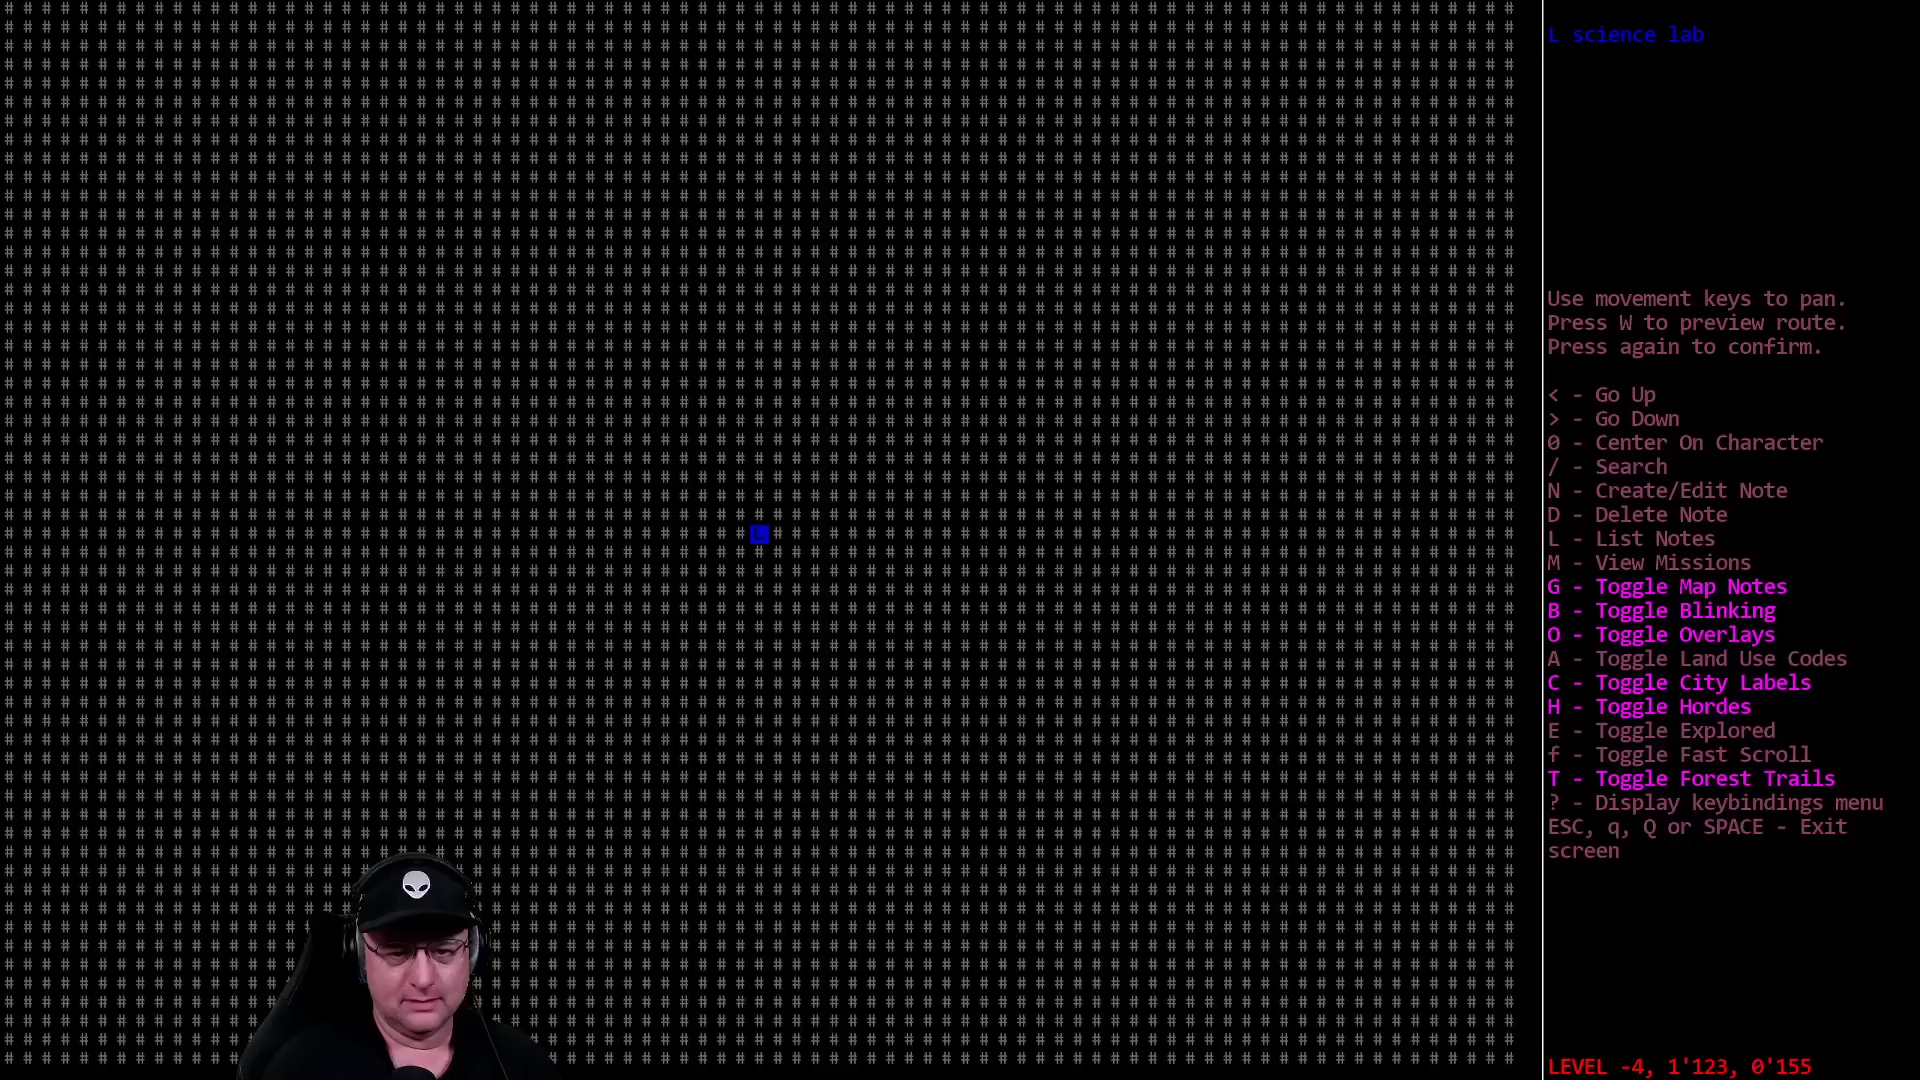 L science lab
Use movement keys to pan.
Press W to preview route.
Press again to confirm.
< - Go Up
> - Go Down
0 - Center On Character
/ - Search
N - Create/Edit Note
D - Delete Note
L - List Notes
M - View Missions
G - Toggle Map Notes
B - Toggle Blinking
O - Toggle Overlays
A - Toggle Land Use Codes
C - Toggle City Labels
H - Toggle Hordes
E - Toggle Explored
f - Toggle Fast Scroll
T - Toggle Forest Trails
? - Display keybindings menu
ESC, q, Q or SPACE - Exit
screen
L
LEVEL -4, 1'123, 0'155